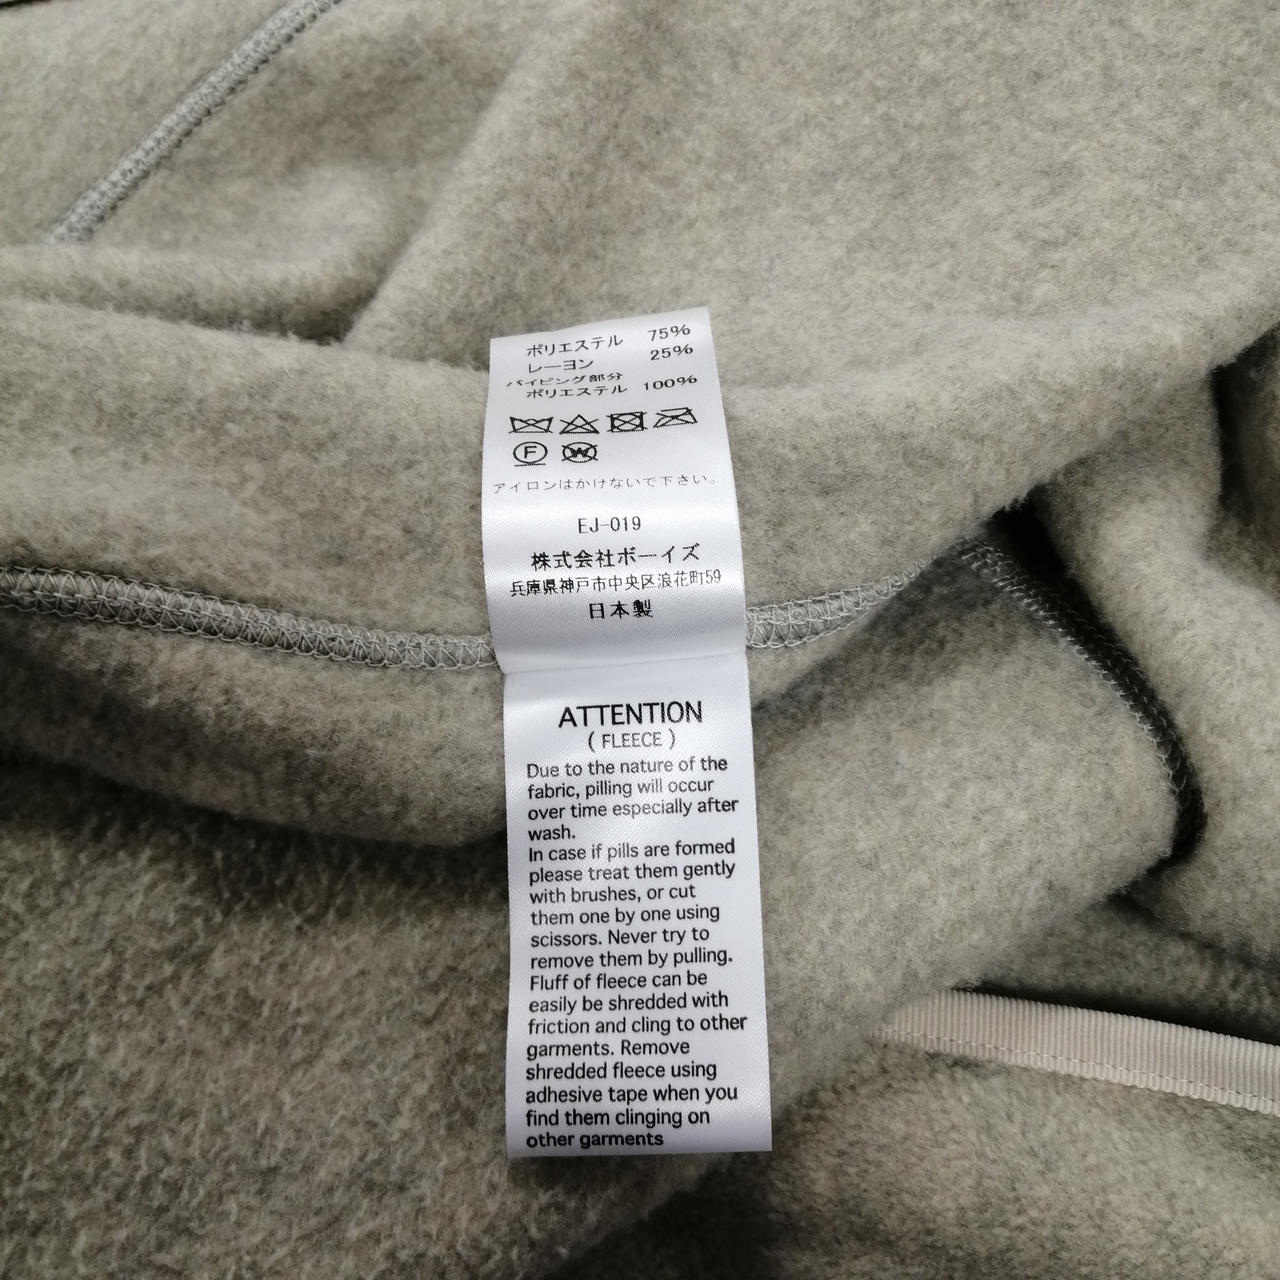 ポリエステル 75%
レーヨン 25%
パイピング部分
ポリエステル 100%
F W
アイロンはかけないで下さい。
EJ-019
株式会社ボーイズ
兵庫県神戸市中央区浪花町59
日本製
ATTENTION
( FLEECE )
Due to the nature of the
fabric, pilling will occur
over time especially after
wash.
In case if pills are formed
please treat them gently
with brushes, or cut
them one by one using
scissors. Never try to
remove them by pulling.
Fluff of fleece can be
easily be shredded with
friction and cling to other
garments. Remove
shredded fleece using
adhesive tape when you
find them clinging on
other garments